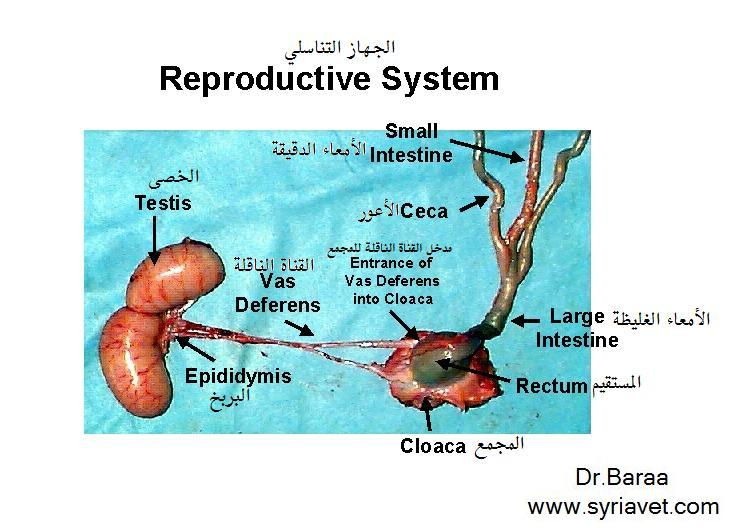 الجهاز التناسلي
Reproductive System
Small
الأمعاء الدقيقة Intestine
الخصى
Testis
الأعور Ceca
القناة الناقلة
Vas
Deferens
مدخل القناة الناقلة للمجمع
Entrance of
Vas Deferens
into Cloaca
Large الأمعاء الغليظة
Intestine
Epididymis
البربخ
Rectum المستقيم
Cloaca المجمع
Dr.Baraa
www.syriavet.com